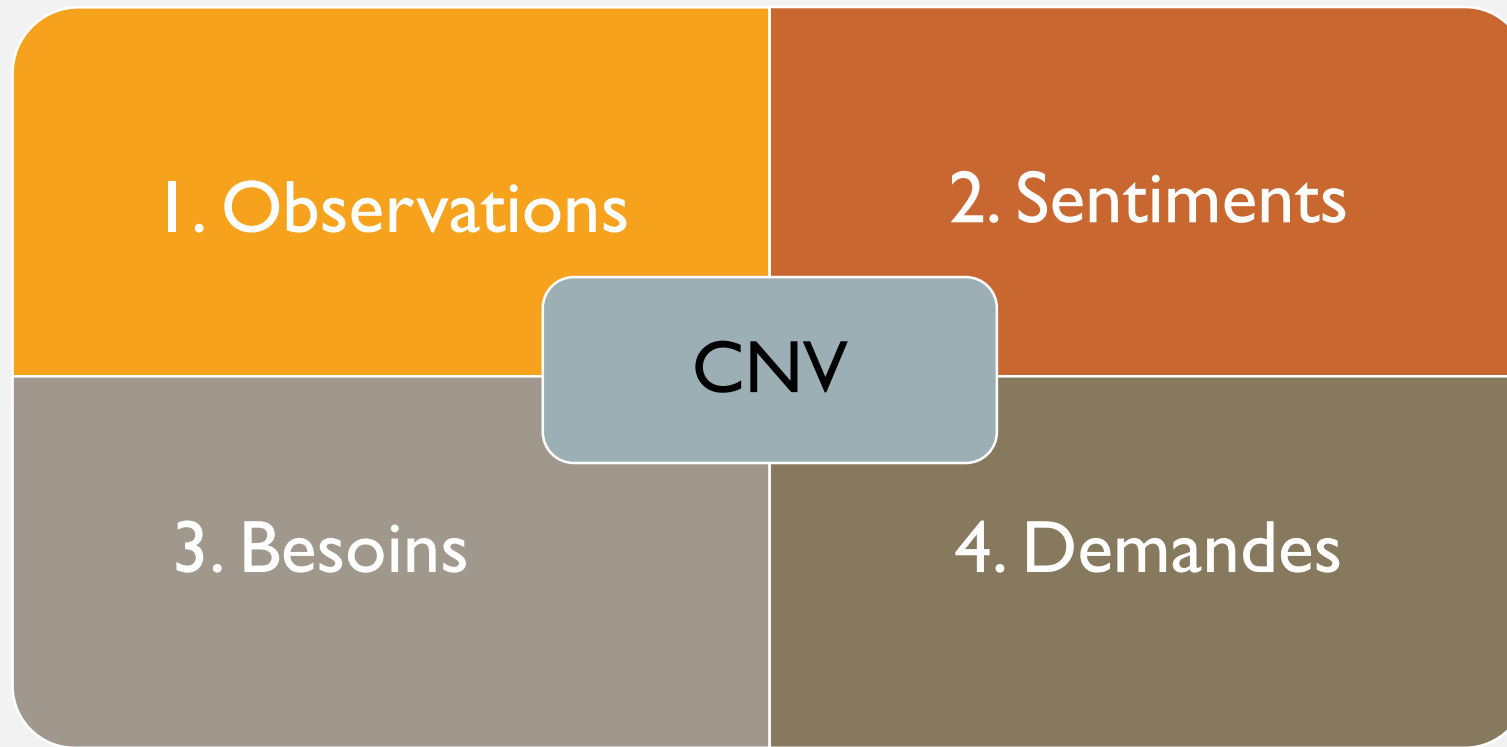 1. Observations
2. Sentiments
CNV
3. Besoins
4. Demandes